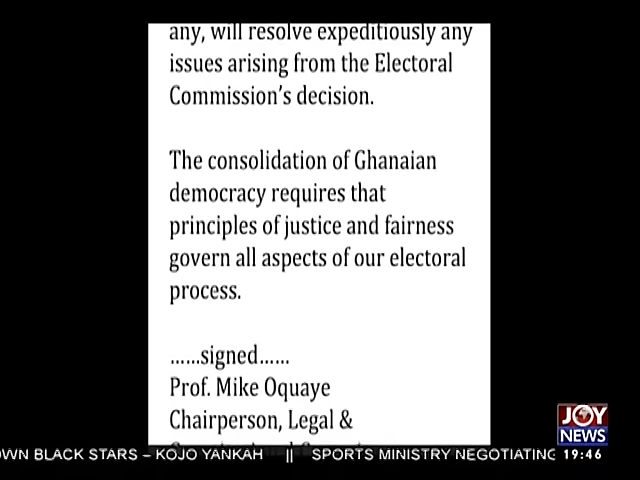 any, will resolve expeditiously any
issues arising from the Electoral
Commission's decision.
The consolidation of Ghanaian
democracy requires that
principles of justice and fairness
govern all aspects of our electoral
process.
......signed......
Prof. Mike Oquaye
Chairperson, Legal &
JOY
NEWS
OWN BLACK STARS – KOJO YANKAH || SPORTS MINISTRY NEGOTIATING 19:46